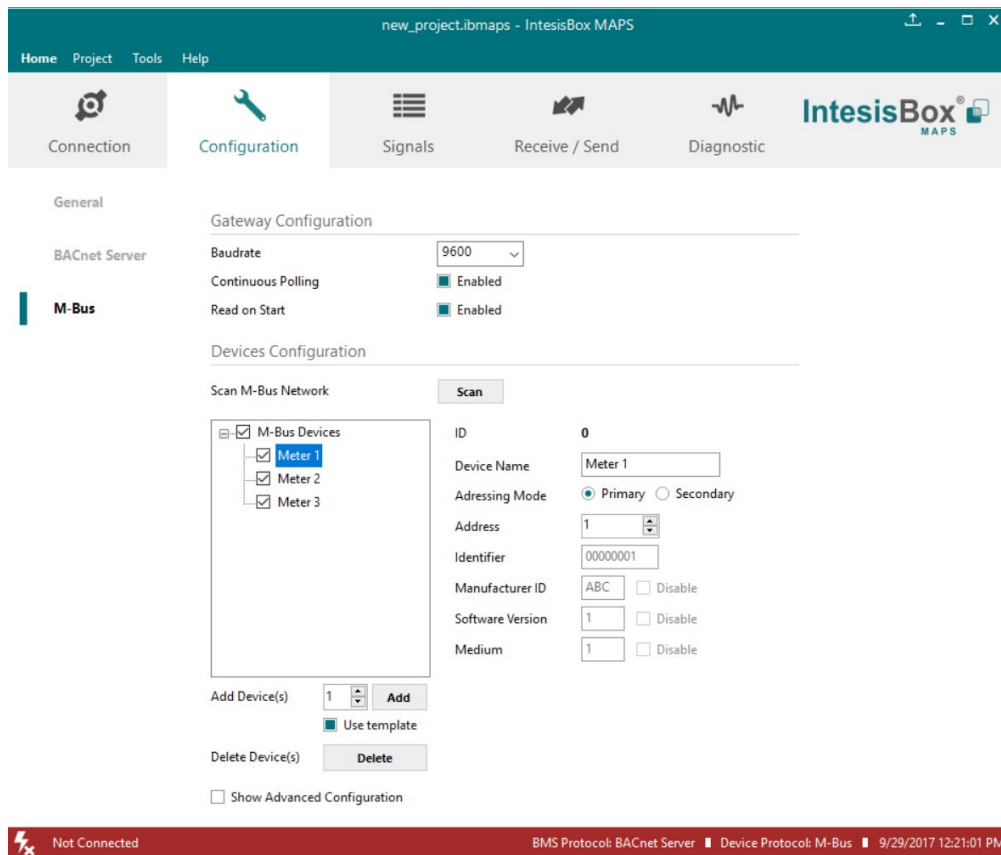 new_project.ibmaps - IntesisBox MAPS
Home Project Tools Help
Connection Configuration Signals Receive / Send Diagnostic
IntesisBox®
MAPS
General
BACnet Server
M-Bus
Gateway Configuration
Baudrate 9600
Continuous Polling Enabled
Read on Start Enabled
Devices Configuration
Scan M-Bus Network Scan
M-Bus Devices
Meter 1
Meter 2
Meter 3
ID 0
Device Name Meter 1
Adressing Mode Primary Secondary
Address 1
Identifier 00000001
Manufacturer ID ABC Disable
Software Version 1 Disable
Medium 1 Disable
Add Device(s) 1 Add
Use template
Delete Device(s) Delete
Show Advanced Configuration
Not Connected BMS Protocol: BACnet Server Device Protocol: M-Bus 9/29/2017 12:21:01 PM